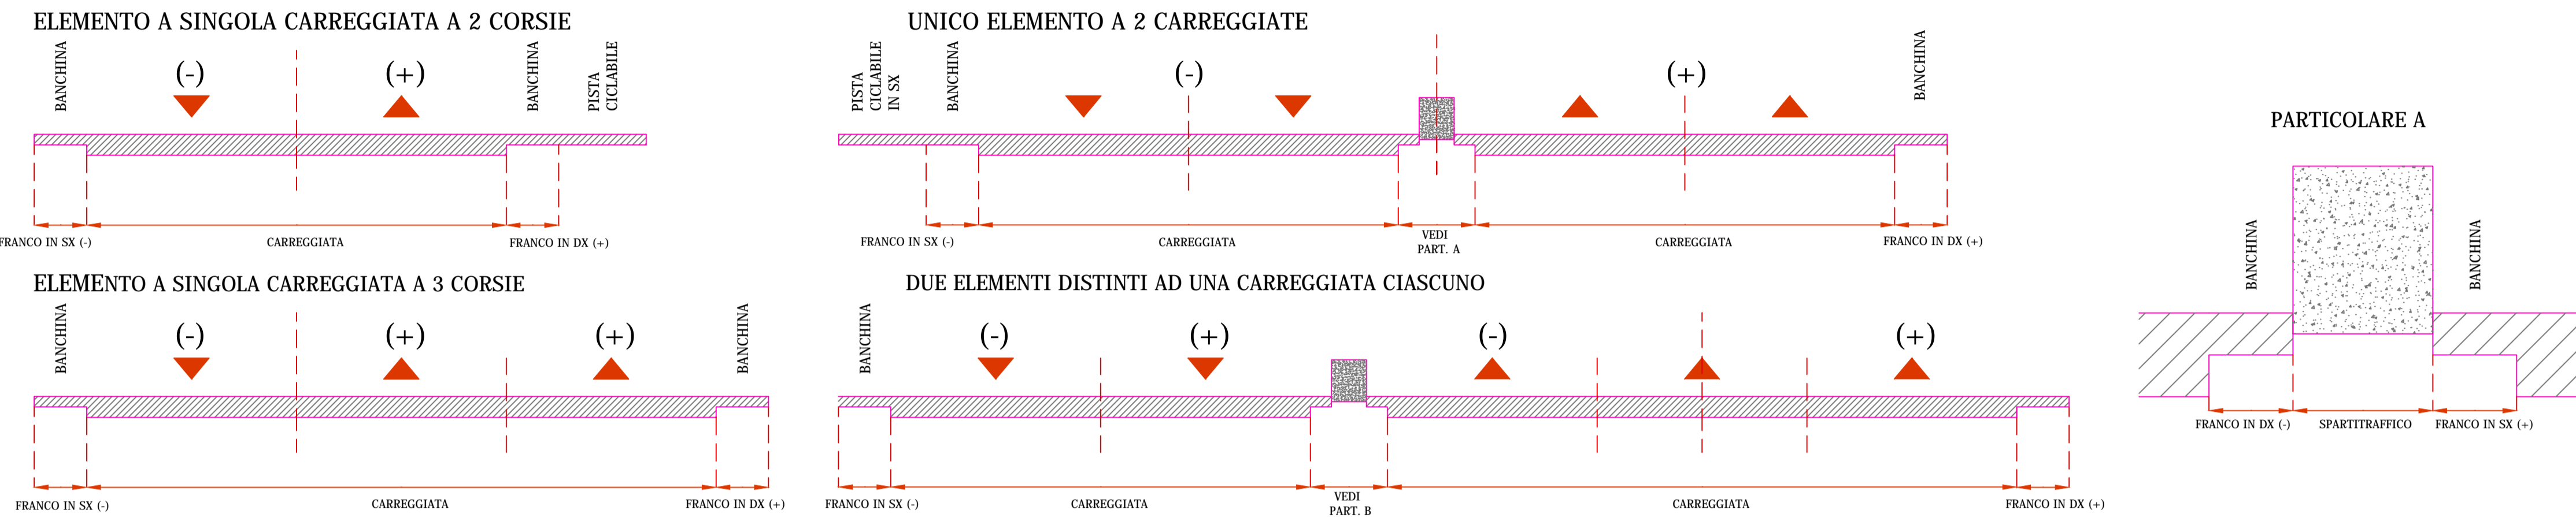 ELEMENTO A SINGOLA CARREGGIATA A 2 CORSIE
BANCHINA
(-)
(+)
BANCHINA
PISTA
CICLABILE
FRANCO IN SX (-)
CARREGGIATA
FRANCO IN DX (+)
UNICO ELEMENTO A 2 CARREGGIATE
PISTA
CICLABILE
IN SX
BANCHINA
(-)
(+)
BANCHINA
FRANCO IN SX (-)
CARREGGIATA
VEDI
PART. A
CARREGGIATA
FRANCO IN DX (+)
ELEMENTO A SINGOLA CARREGGIATA A 3 CORSIE
BANCHINA
(-)
(+)
(+)
BANCHINA
FRANCO IN SX (-)
CARREGGIATA
FRANCO IN DX (+)
DUE ELEMENTI DISTINTI AD UNA CARREGGIATA CIASCUNO
BANCHINA
(-)
(+)
(-)
(+)
FRANCO IN SX (-)
CARREGGIATA
VEDI
PART. B
CARREGGIATA
FRANCO IN DX (+)
PARTICOLARE A
BANCHINA
BANCHINA
FRANCO IN DX (-)
SPARTITRAFFICO
FRANCO IN SX (+)